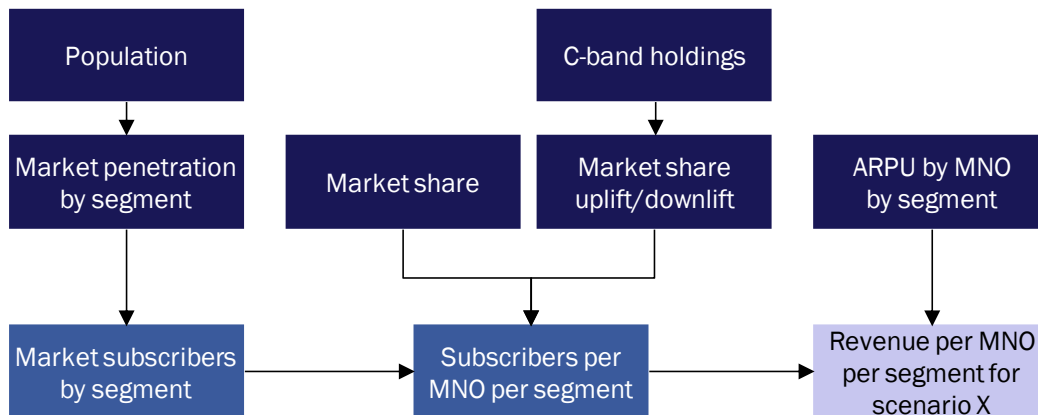 Population
C-band holdings
Market penetration
by segment
Market share
Market share
uplift/downlift
ARPU by MNO
by segment
Market subscribers
by segment
Subscribers per
MNO per segment
Revenue per MNO
per segment for
scenario X